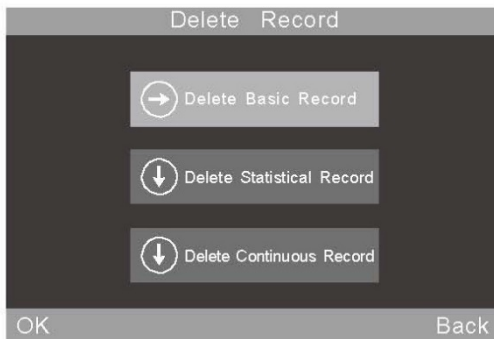 Delete Record
Delete Basic Record
Delete Statistical Record
Delete Continuous Record
OK Back